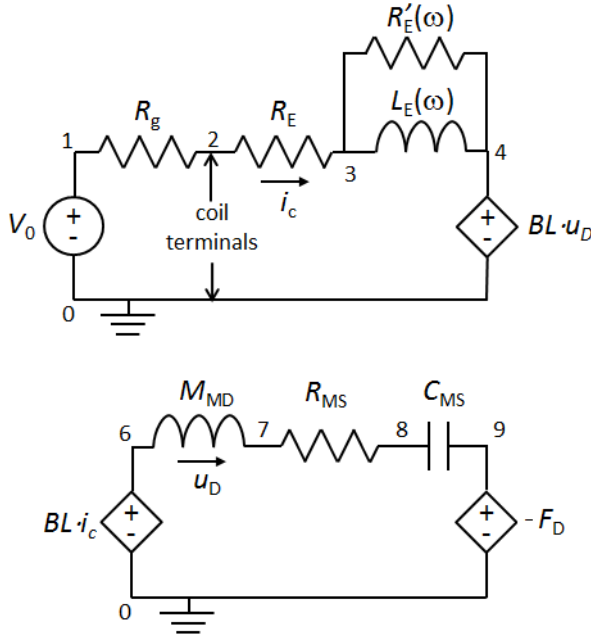 R′E(ω)
Rg RE LE(ω)
1 2 3 4
ic
V0 + - coil terminals + - BL·uD
0
MMD RMS CMS
6 7 8 9
uD
BL·ic + - + - - FD
0